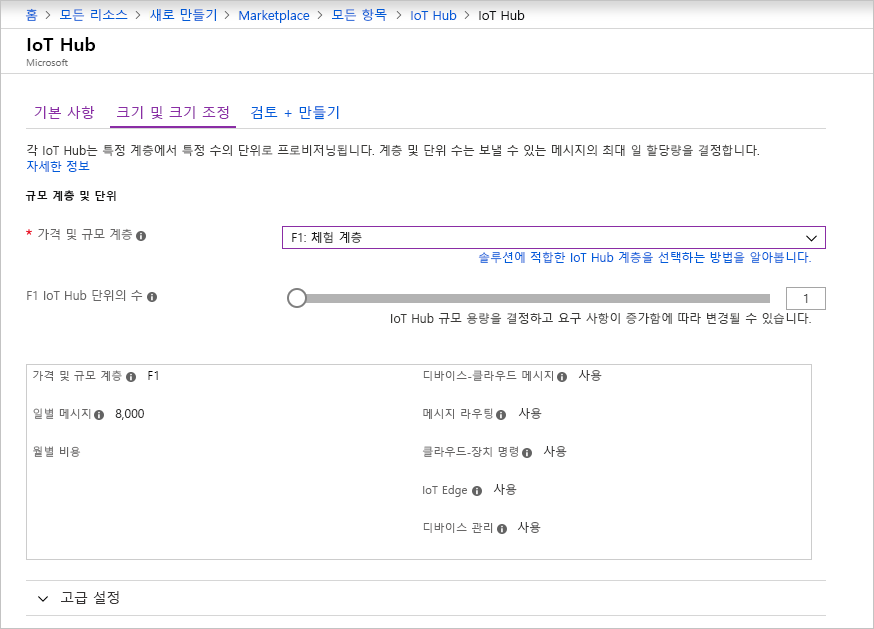 홈 > 모든 리소스 > 새로 만들기 > Marketplace > 모든 항목 > IoT Hub > IoT Hub
IoT Hub
Microsoft
기본 사항 크기 및 크기 조정 검토 + 만들기
각 IoT Hub는 특정 계층에서 특정 수의 단위로 프로비저닝됩니다. 계층 및 단위 수는 보낼 수 있는 메시지의 최대 일 할당량을 결정합니다.
자세한 정보
규모 계층 및 단위
* 가격 및 규모 계층 F1: 체험 계층
솔루션에 적합한 IoT Hub 계층을 선택하는 방법을 알아봅니다.
F1 IoT Hub 단위의 수 1
IoT Hub 규모 용량을 결정하고 요구 사항이 증가함에 따라 변경될 수 있습니다.
가격 및 규모 계층 F1 디바이스-클라우드 메시지 사용
일별 메시지 8,000 메시지 라우팅 사용
월별 비용 클라우드-장치 명령 사용
IoT Edge 사용
디바이스 관리 사용
고급 설정